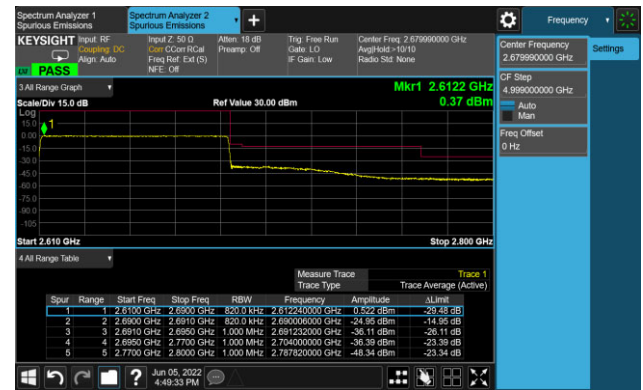 Spectrum Analyzer 1
Spurious Emissions
Spectrum Analyzer 2
Spurious Emissions
+
Frequency
KEYSIGHT
Input: RF
Coupling: DC
Align: Auto
Input Z: 50 Ω
Corr CCorr RCal
Freq Ref: Ext (S)
NFE: Off
Atten: 18 dB
Preamp: Off
Trig: Free Run
Gate: LO
IF Gain: Low
Center Freq: 2.679990000 GHz
Avg|Hold:>10/10
Radio Std: None
PASS
Center Frequency
2.679990000 GHz
Settings
CF Step
4.999000000 GHz
Auto
Man
Freq Offset
0 Hz
3 All Range Graph
Mkr1 2.6122 GHz
0.37 dBm
Scale/Div 15.0 dB
Ref Value 30.00 dBm
Log
15.0
0.00
-15.0
-30.0
-45.0
-60.0
-75.0
-90.0
-105
1
Start 2.610 GHz
Stop 2.800 GHz
4 All Range Table
Measure Trace Trace 1
Trace Type Trace Average (Active)
Spur Range Start Freq Stop Freq RBW Frequency Amplitude ΔLimit
1 1 2.6100 GHz 2.6900 GHz 820.0 kHz 2.612240000 GHz 0.522 dBm -29.48 dB
2 2 2.6900 GHz 2.6910 GHz 820.0 kHz 2.690006000 GHz -24.95 dBm -14.95 dB
3 3 2.6910 GHz 2.6950 GHz 1.000 MHz 2.691232000 GHz -36.11 dBm -26.11 dB
4 4 2.6950 GHz 2.7700 GHz 1.000 MHz 2.704000000 GHz -36.39 dBm -23.39 dB
5 5 2.7700 GHz 2.8000 GHz 1.000 MHz 2.787820000 GHz -48.34 dBm -23.34 dB
?
Jun 05, 2022
4:49:33 PM